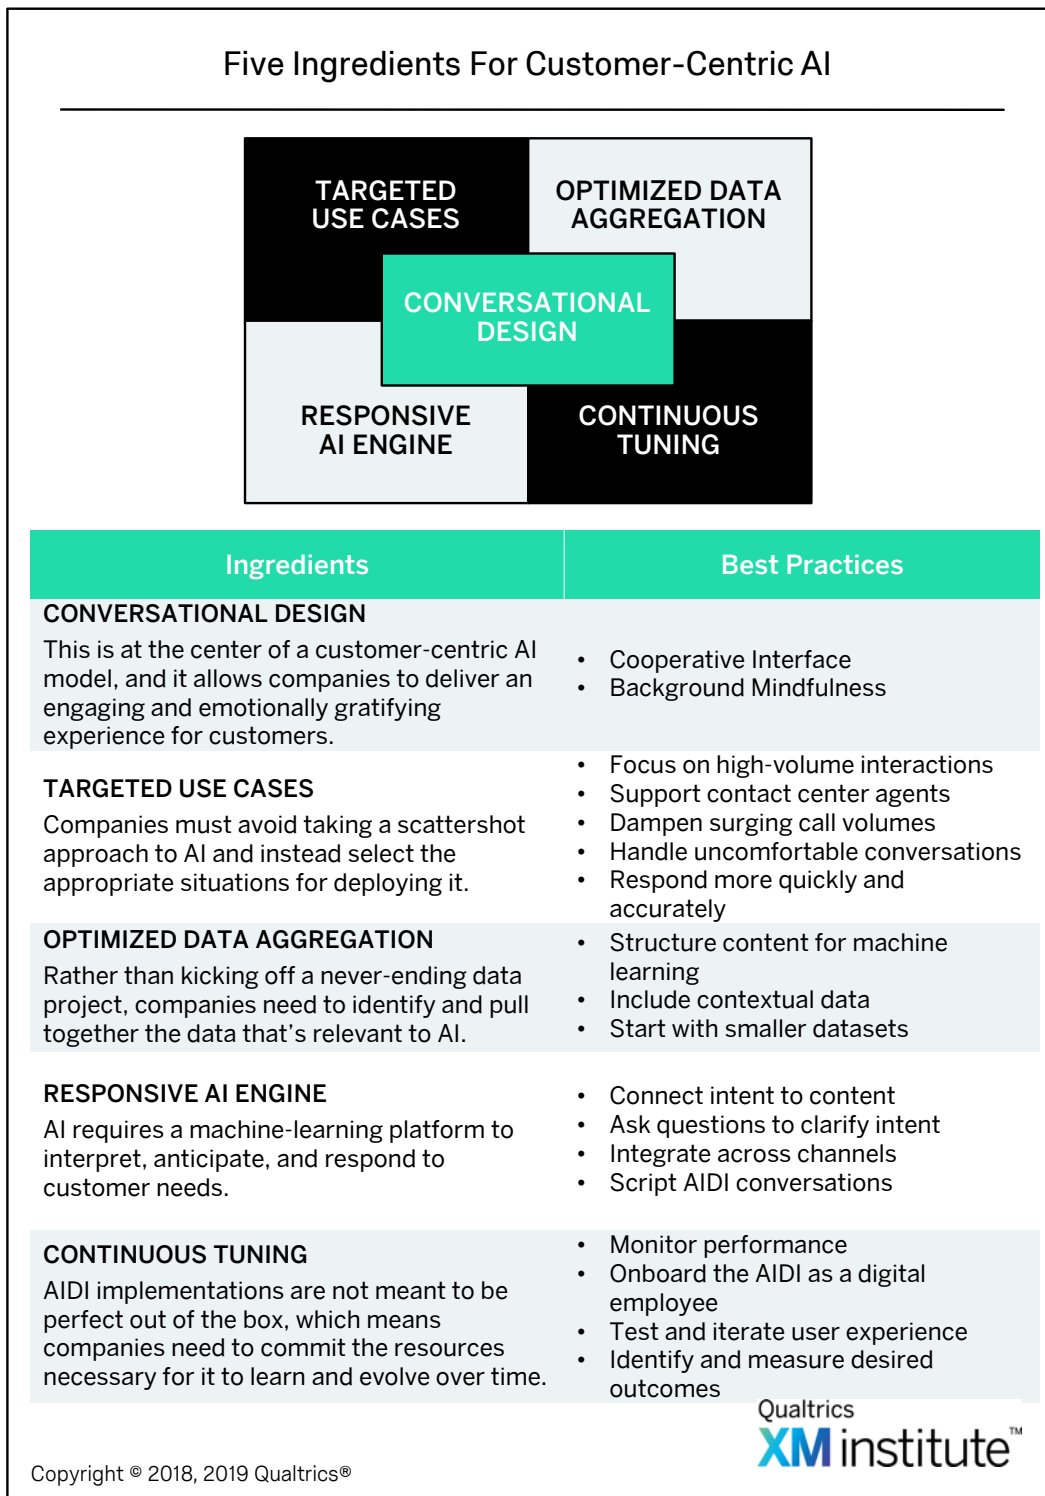 Five Ingredients For Customer-Centric AI
TARGETED
USE CASES
OPTIMIZED DATA
AGGREGATION
CONVERSATIONAL
DESIGN
RESPONSIVE
AI ENGINE
CONTINUOUS
TUNING
Ingredients
Best Practices
CONVERSATIONAL DESIGN
This is at the center of a customer-centric AI
model, and it allows companies to deliver an
engaging and emotionally gratifying
experience for customers.
• Cooperative Interface
• Background Mindfulness
TARGETED USE CASES
Companies must avoid taking a scattershot
approach to AI and instead select the
appropriate situations for deploying it.
• Focus on high-volume interactions
• Support contact center agents
• Dampen surging call volumes
• Handle uncomfortable conversations
• Respond more quickly and
accurately
OPTIMIZED DATA AGGREGATION
Rather than kicking off a never-ending data
project, companies need to identify and pull
together the data that's relevant to AI.
• Structure content for machine
learning
• Include contextual data
• Start with smaller datasets
RESPONSIVE AI ENGINE
AI requires a machine-learning platform to
interpret, anticipate, and respond to
customer needs.
• Connect intent to content
• Ask questions to clarify intent
• Integrate across channels
• Script AIDI conversations
CONTINUOUS TUNING
AIDI implementations are not meant to be
perfect out of the box, which means
companies need to commit the resources
necessary for it to learn and evolve over time.
• Monitor performance
• Onboard the AIDI as a digital
employee
• Test and iterate user experience
• Identify and measure desired
outcomes
Qualtrics
XM institute™
Copyright © 2018, 2019 Qualtrics®